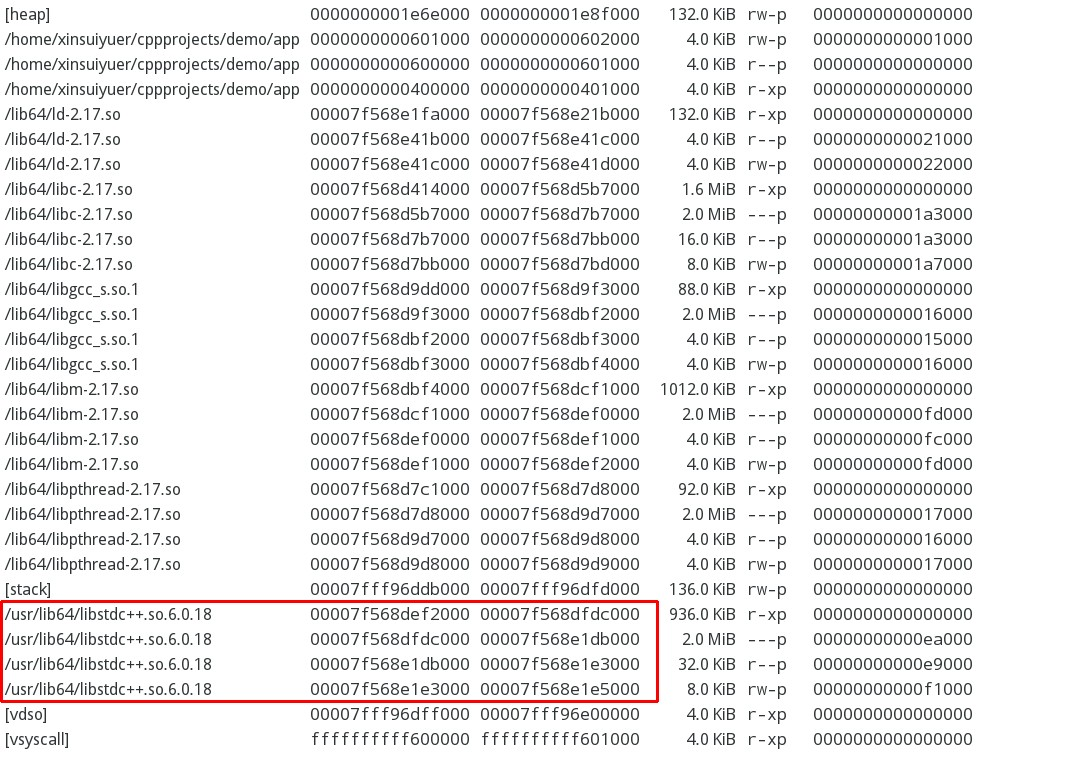 [heap] 0000000001e6e000 0000000001e8f000 132.0 KiB rw-p 0000000000000000
/home/xinsuiyuer/cppprojects/demo/app 0000000000601000 0000000000602000 4.0 KiB rw-p 0000000000001000
/home/xinsuiyuer/cppprojects/demo/app 0000000000600000 0000000000601000 4.0 KiB r--p 0000000000000000
/home/xinsuiyuer/cppprojects/demo/app 0000000000400000 0000000000401000 4.0 KiB r-xp 0000000000000000
/lib64/ld-2.17.so 00007f568e1fa000 00007f568e21b000 132.0 KiB r-xp 0000000000000000
/lib64/ld-2.17.so 00007f568e41b000 00007f568e41c000 4.0 KiB r--p 0000000000021000
/lib64/ld-2.17.so 00007f568e41c000 00007f568e41d000 4.0 KiB rw-p 0000000000022000
/lib64/libc-2.17.so 00007f568d414000 00007f568d5b7000 1.6 MiB r-xp 0000000000000000
/lib64/libc-2.17.so 00007f568d5b7000 00007f568d7b7000 2.0 MiB ---p 00000000001a3000
/lib64/libc-2.17.so 00007f568d7b7000 00007f568d7bb000 16.0 KiB r--p 00000000001a3000
/lib64/libc-2.17.so 00007f568d7bb000 00007f568d7bd000 8.0 KiB rw-p 00000000001a7000
/lib64/libgcc_s.so.1 00007f568d9dd000 00007f568d9f3000 88.0 KiB r-xp 0000000000000000
/lib64/libgcc_s.so.1 00007f568d9f3000 00007f568dbf2000 2.0 MiB ---p 0000000000016000
/lib64/libgcc_s.so.1 00007f568dbf2000 00007f568dbf3000 4.0 KiB r--p 0000000000015000
/lib64/libgcc_s.so.1 00007f568dbf3000 00007f568dbf4000 4.0 KiB rw-p 0000000000016000
/lib64/libm-2.17.so 00007f568dbf4000 00007f568dcf1000 1012.0 KiB r-xp 0000000000000000
/lib64/libm-2.17.so 00007f568dcf1000 00007f568def0000 2.0 MiB ---p 00000000000fd000
/lib64/libm-2.17.so 00007f568def0000 00007f568def1000 4.0 KiB r--p 00000000000fc000
/lib64/libm-2.17.so 00007f568def1000 00007f568def2000 4.0 KiB rw-p 00000000000fd000
/lib64/libpthread-2.17.so 00007f568d7c1000 00007f568d7d8000 92.0 KiB r-xp 0000000000000000
/lib64/libpthread-2.17.so 00007f568d7d8000 00007f568d9d7000 2.0 MiB ---p 0000000000017000
/lib64/libpthread-2.17.so 00007f568d9d7000 00007f568d9d8000 4.0 KiB r--p 0000000000016000
/lib64/libpthread-2.17.so 00007f568d9d8000 00007f568d9d9000 4.0 KiB rw-p 0000000000017000
[stack] 00007fff96ddb000 00007fff96dfd000 136.0 KiB rw-p 0000000000000000
/usr/lib64/libstdc++.so.6.0.18 00007f568def2000 00007f568dfdc000 936.0 KiB r-xp 0000000000000000
/usr/lib64/libstdc++.so.6.0.18 00007f568dfdc000 00007f568e1db000 2.0 MiB ---p 00000000000ea000
/usr/lib64/libstdc++.so.6.0.18 00007f568e1db000 00007f568e1e3000 32.0 KiB r--p 00000000000e9000
/usr/lib64/libstdc++.so.6.0.18 00007f568e1e3000 00007f568e1e5000 8.0 KiB rw-p 00000000000f1000
[vdso] 00007fff96dff000 00007fff96e00000 4.0 KiB r-xp 0000000000000000
[vsyscall] ffffffffff600000 ffffffffff601000 4.0 KiB r-xp 0000000000000000